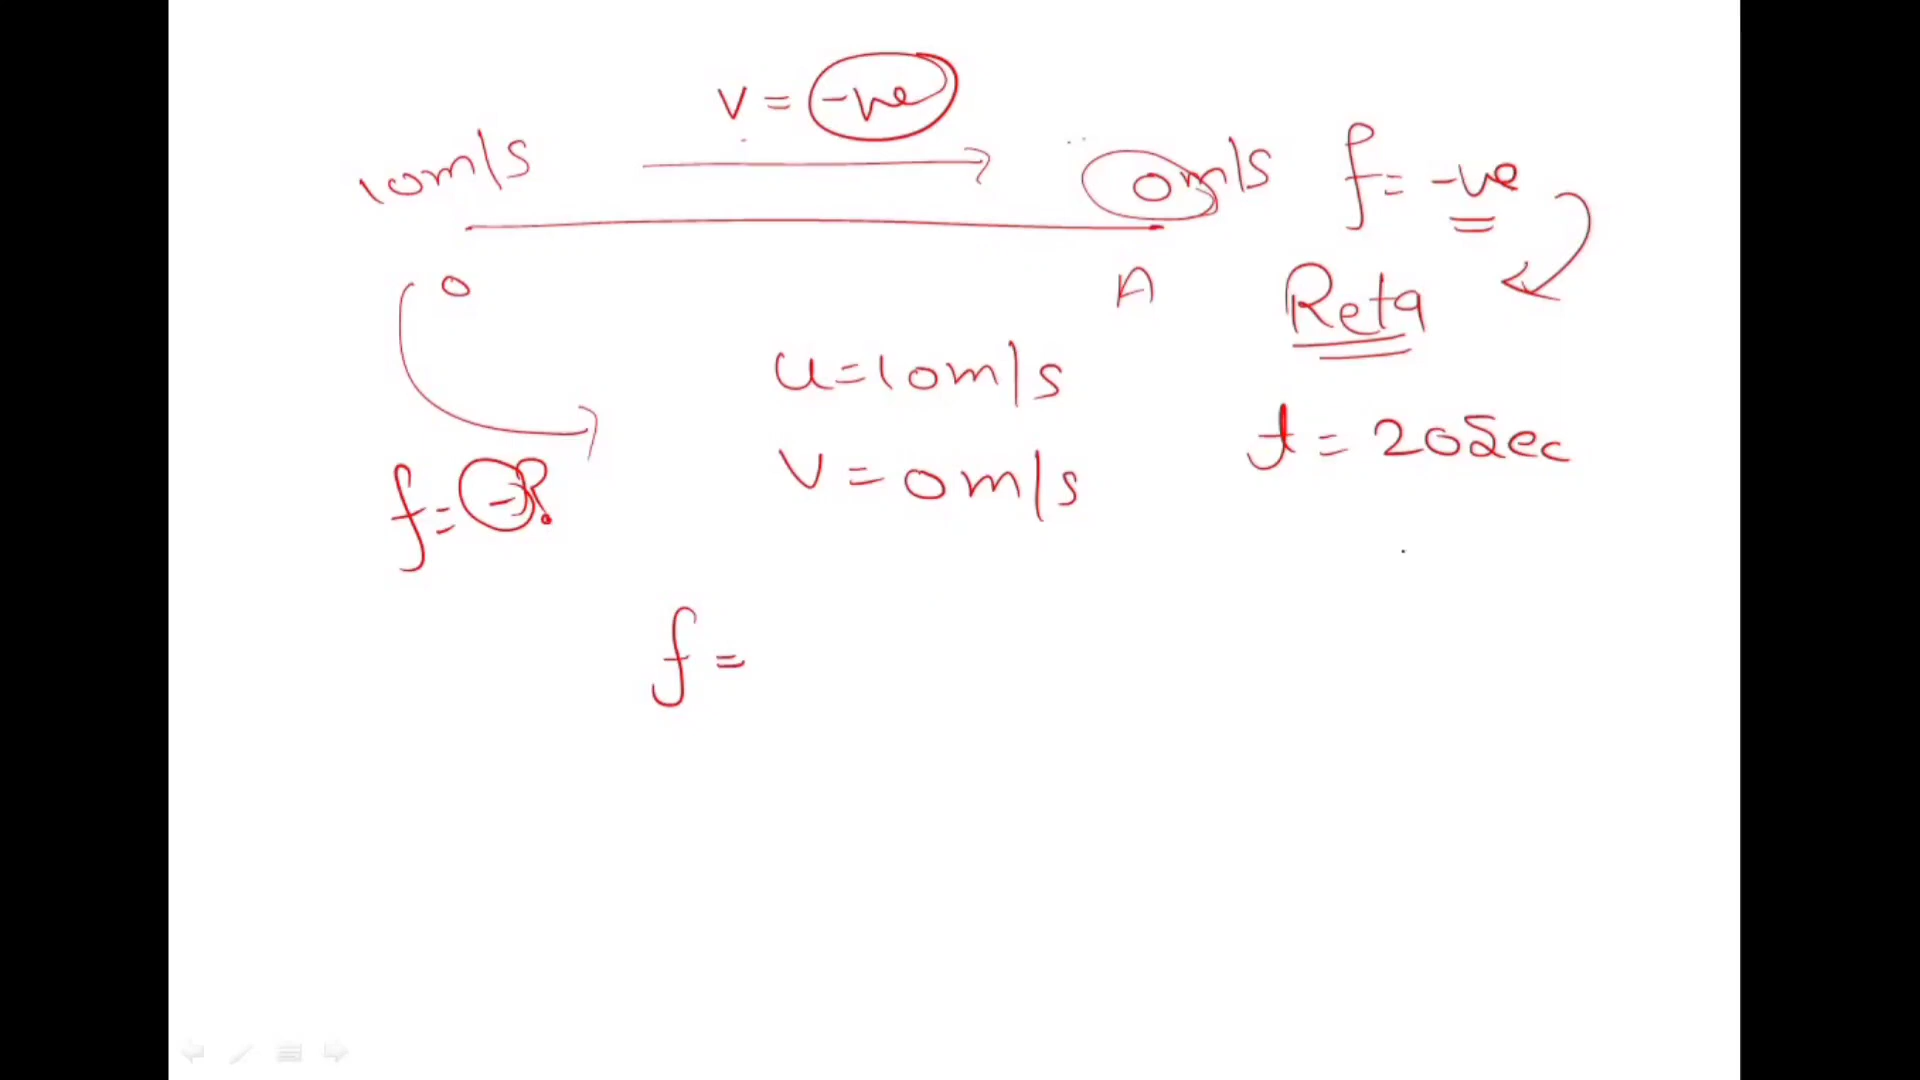 v = -ve
10m/s
0m/s
f = -ve
O
A
Reta
u=10m/s
t = 20Sec
v = 0m/s
f = -?
f =